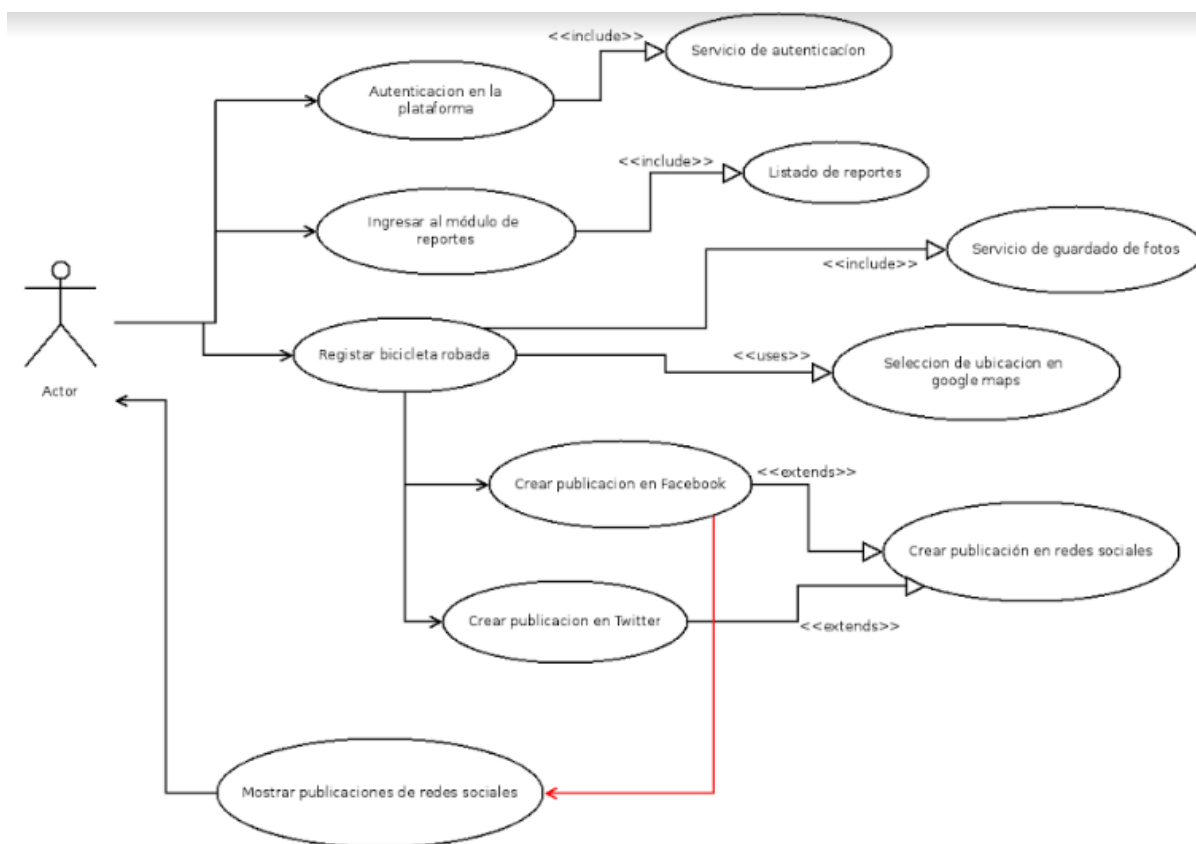 <<include>>
Servicio de autenticacíon
Autenticacion en la
plataforma
<<include>>
Listado de reportes
Ingresar al módulo de
reportes
Servicio de guardado de fotos
<<include>>
Registar bicicleta robada
<<uses>>
Seleccion de ubicacion en
google maps
Actor
Crear publicacion en Facebook
<<extends>>
Crear publicación en redes sociales
Crear publicacion en Twitter
<<extends>>
Mostrar publicaciones de redes sociales